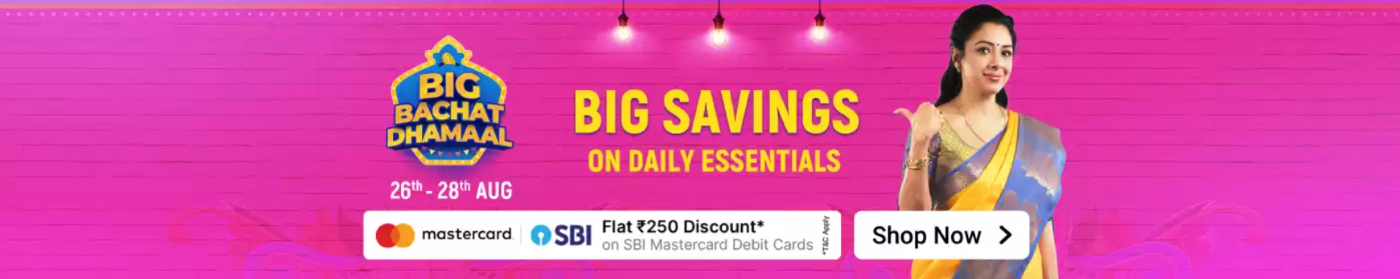 BIG
BACHAT
DHAMAAL
26th - 28th AUG
BIG SAVINGS
ON DAILY ESSENTIALS
mastercard
SBI
Flat ₹250 Discount*
on SBI Mastercard Debit Cards
*T&C Apply
Shop Now